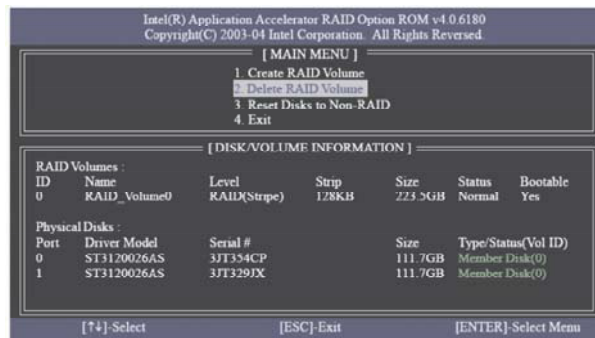 Intel(R) Application Accelerator RAID Option ROM v4.0.6180
Copyright(C) 2003-04 Intel Corporation. All Rights Reversed.
[ MAIN MENU ]
1. Create RAID Volume
2. Delete RAID Volume
3. Reset Disks to Non-RAID
4. Exit
[ DISK/VOLUME INFORMATION ]
RAID Volumes :
ID Name Level Strip Size Status Bootable
0 RAID_Volume0 RAID(Stripe) 128KB 223.5GB Normal Yes
Physical Disks :
Port Driver Model Serial # Size Type/Status(Vol ID)
0 ST3120026AS 3JT354CP 111.7GB Member Disk(0)
1 ST3120026AS 3JT329JX 111.7GB Member Disk(0)
[↑↓]-Select [ESC]-Exit [ENTER]-Select Menu